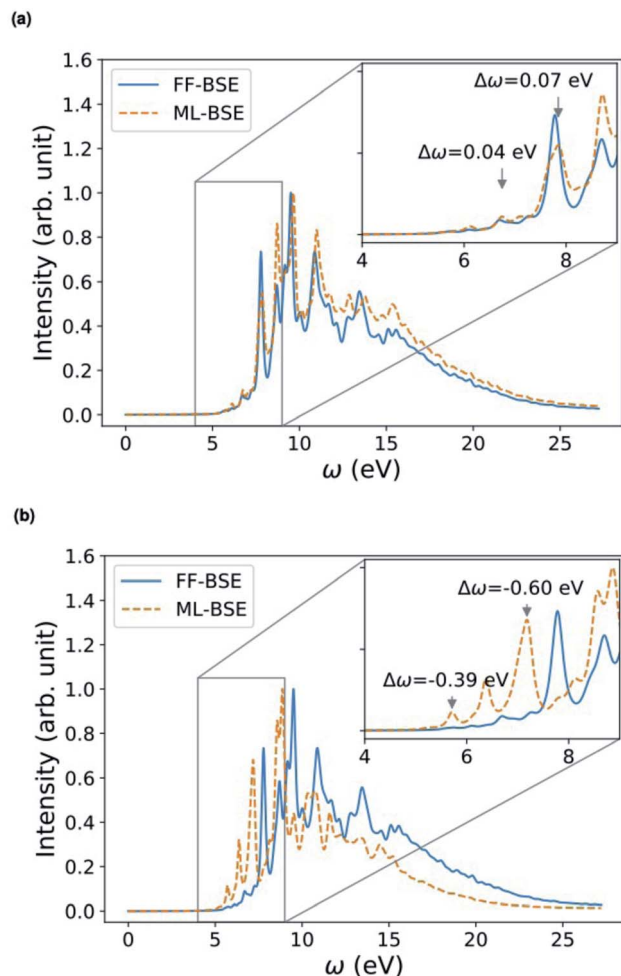 (a)
1.6
1.4
1.2
1.0
0.8
0.6
0.4
0.2
0.0
Intensity (arb. unit)
FF-BSE
ML-BSE
Δω=0.07 eV
Δω=0.04 eV
4
6
8
0
5
10
15
20
25
ω (eV)
(b)
1.6
1.4
1.2
1.0
0.8
0.6
0.4
0.2
0.0
Intensity (arb. unit)
FF-BSE
ML-BSE
Δω=-0.60 eV
Δω=-0.39 eV
4
6
8
0
5
10
15
20
25
ω (eV)